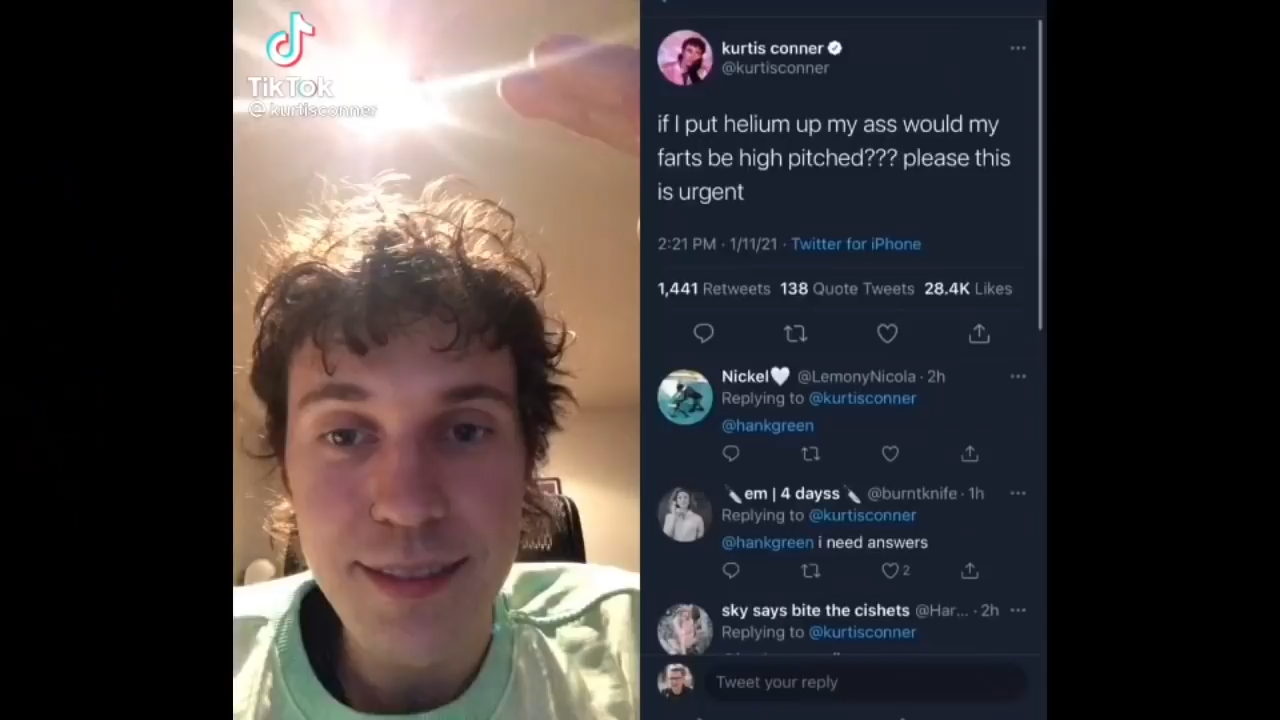 TikTok
@kurtisconner
kurtis conner
@kurtisconner
if I put helium up my ass would my
farts be high pitched??? please this
is urgent
2:21 PM · 1/11/21 · Twitter for iPhone
1,441 Retweets 138 Quote Tweets 28.4K Likes
Nickel🤍 @LemonyNicola · 2h
Replying to @kurtisconner
@hankgreen
🔪em | 4 dayss🔪 @burntknife · 1h
Replying to @kurtisconner
@hankgreen i need answers
2
sky says bite the cishets @Har... · 2h
Replying to @kurtisconner
Tweet your reply